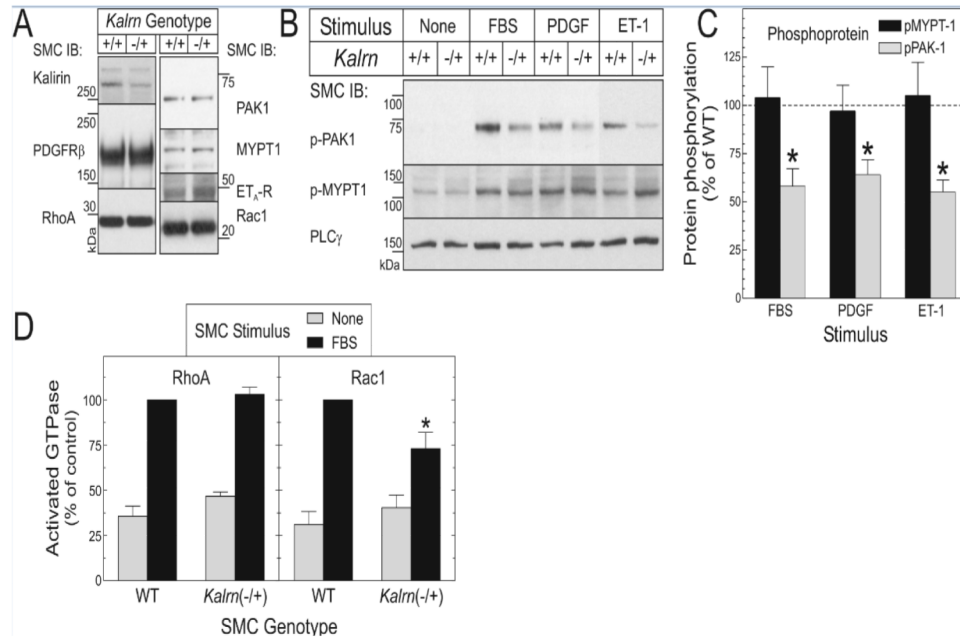 A
Kalrn Genotype
SMC IB:
+/+
-/+
+/+
-/+
SMC IB:
Kalirin
250
250
PDGFRβ
150
RhoA
30
kDa
75
PAK1
MYPT1
50
ET_A-R
Rac1
20
B
Stimulus
None
FBS
PDGF
ET-1
Kalrn
+/+
-/+
+/+
-/+
+/+
-/+
+/+
-/+
SMC IB:
p-PAK1
100
75
p-MYPT1
150
100
PLCγ
150
kDa
C
Phosphoprotein
pMYPT-1
pPAK-1
Protein phosphorylation
(% of WT)
125
100
75
50
25
0
*
*
*
FBS
PDGF
ET-1
Stimulus
D
SMC Stimulus
None
FBS
RhoA
Rac1
Activated GTPase
(% of control)
100
75
50
25
0
*
WT
Kalrn(-/+)
WT
Kalrn(-/+)
SMC Genotype